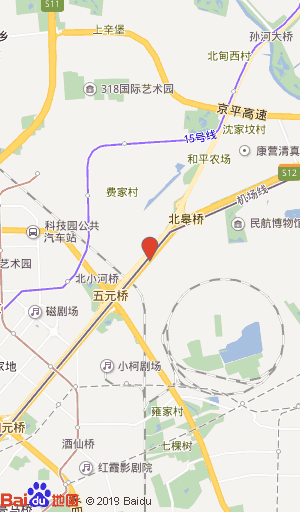 S11
上辛堡
乡
孙河大桥
北甸西村
318国际艺术园
京平高速
15号线
沈家坟村
康营清真
和平农场
S12
机场线
费家村
北皋桥
民航博物馆
科技园公共
汽车站
艺术园
北小河桥
五元桥
磁剧场
小柯剧场
家地
雍家村
元桥
酒仙桥
七棵树
红霞影剧院
四
Bai地图
© 2019 Baidu